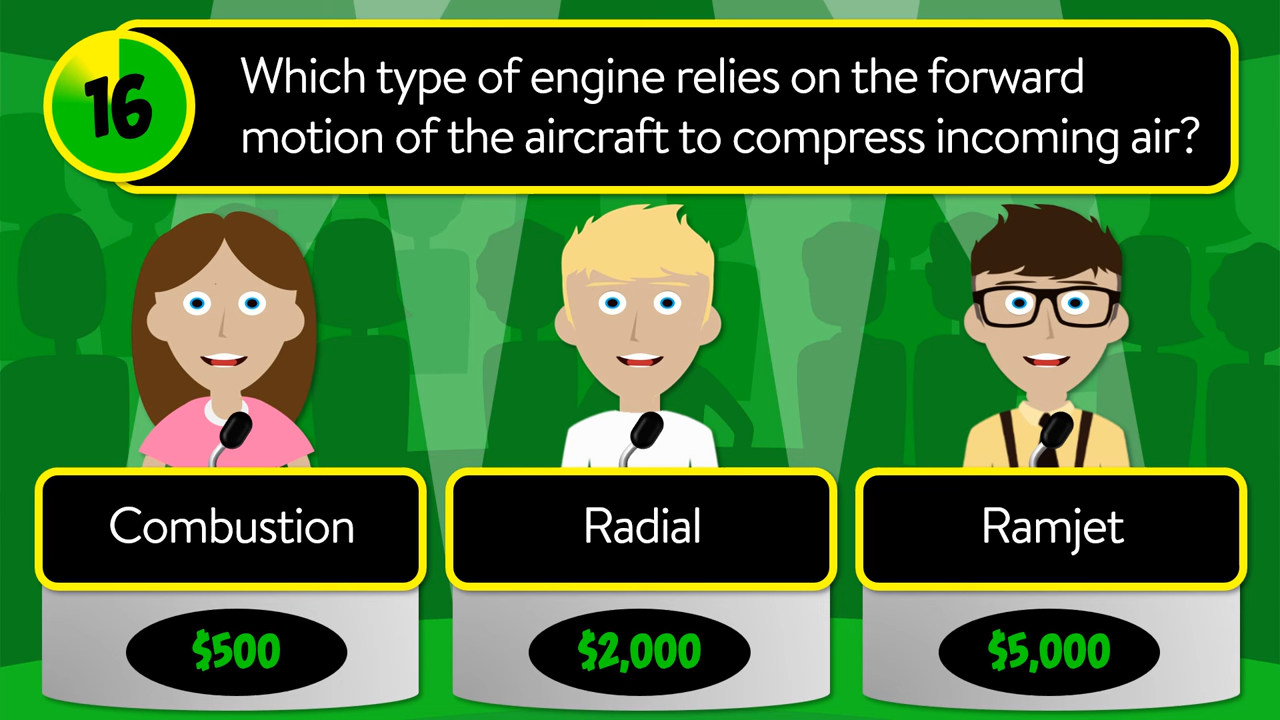 16
Which type of engine relies on the forward
motion of the aircraft to compress incoming air?
Combustion
Radial
Ramjet
$500
$2,000
$5,000